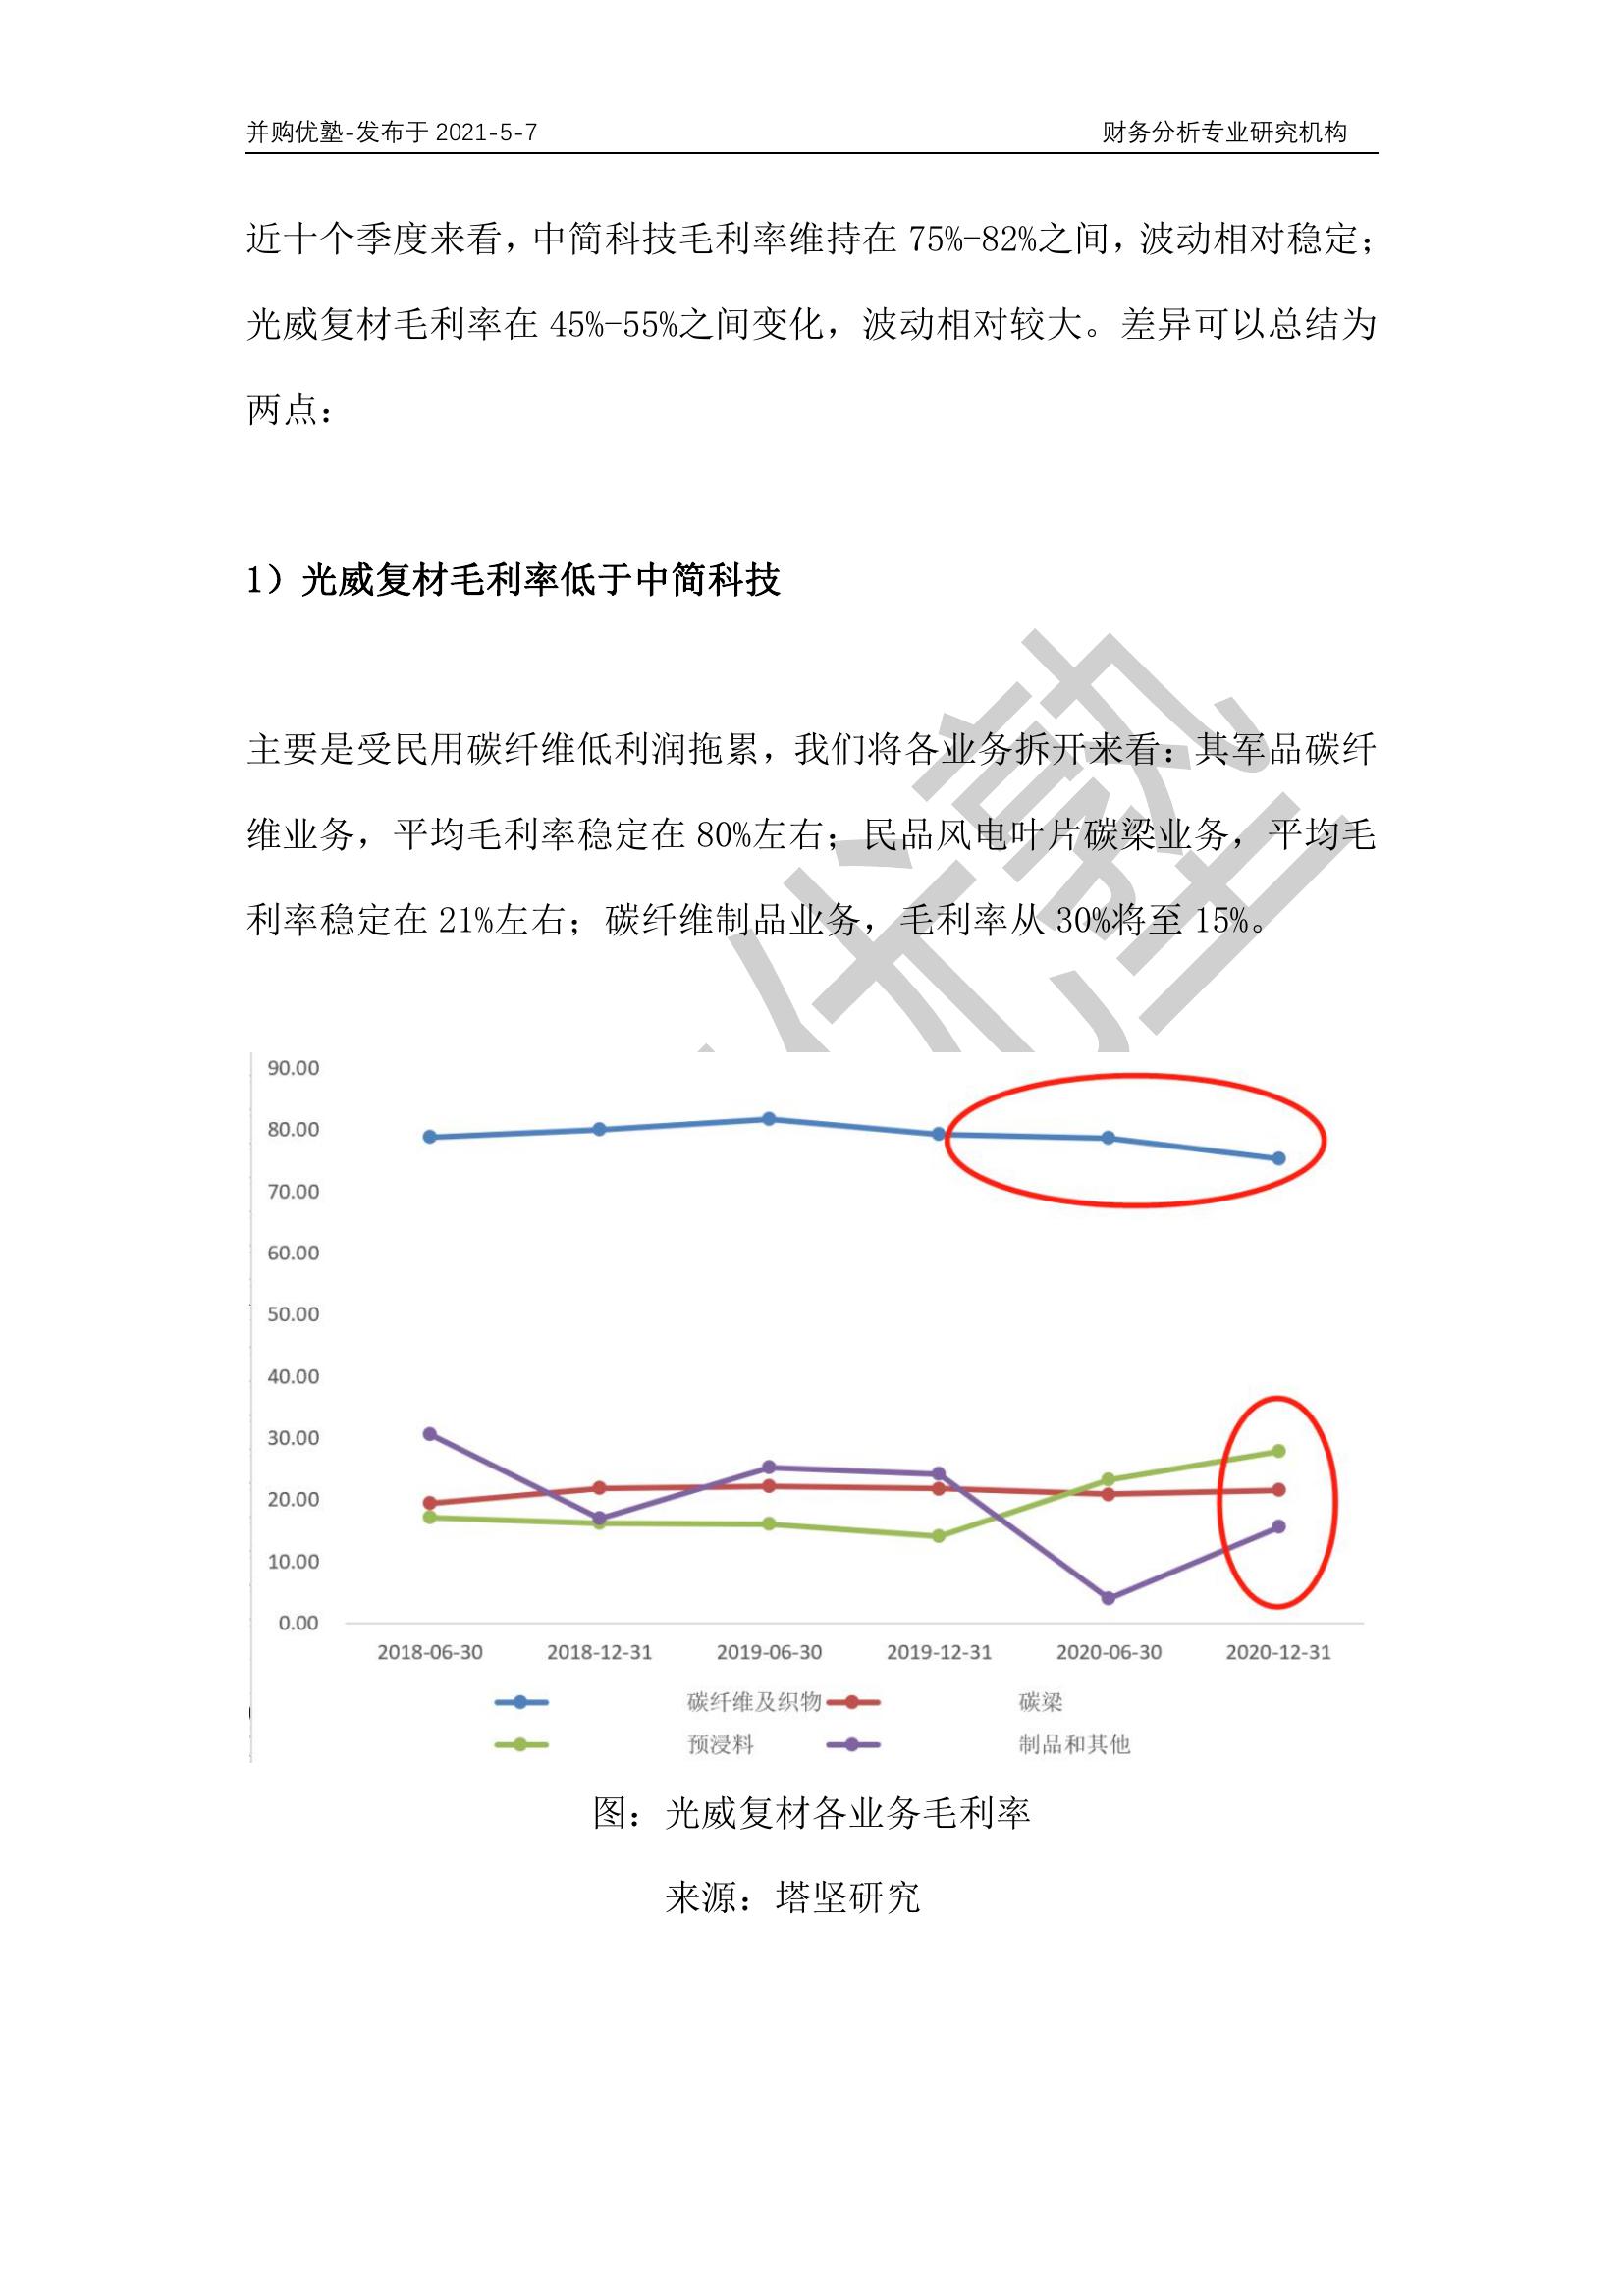 并购优塾-发布于 2021-5-7 财务分析专业研究机构
近十个季度来看，中简科技毛利率维持在 75%-82%之间，波动相对稳定；
光威复材毛利率在 45%-55%之间变化，波动相对较大。差异可以总结为
两点：
1）光威复材毛利率低于中简科技
主要是受民用碳纤维低利润拖累，我们将各业务拆开来看：其军品碳纤
维业务，平均毛利率稳定在 80%左右；民品风电叶片碳梁业务，平均毛
利率稳定在 21%左右；碳纤维制品业务，毛利率从 30%将至 15%。
优塾
90.00
80.00
70.00
60.00
50.00
40.00
30.00
20.00
10.00
0.00
2018-06-30 2018-12-31 2019-06-30 2019-12-31 2020-06-30 2020-12-31
碳纤维及织物 碳梁
预浸料 制品和其他
图：光威复材各业务毛利率
来源：塔坚研究